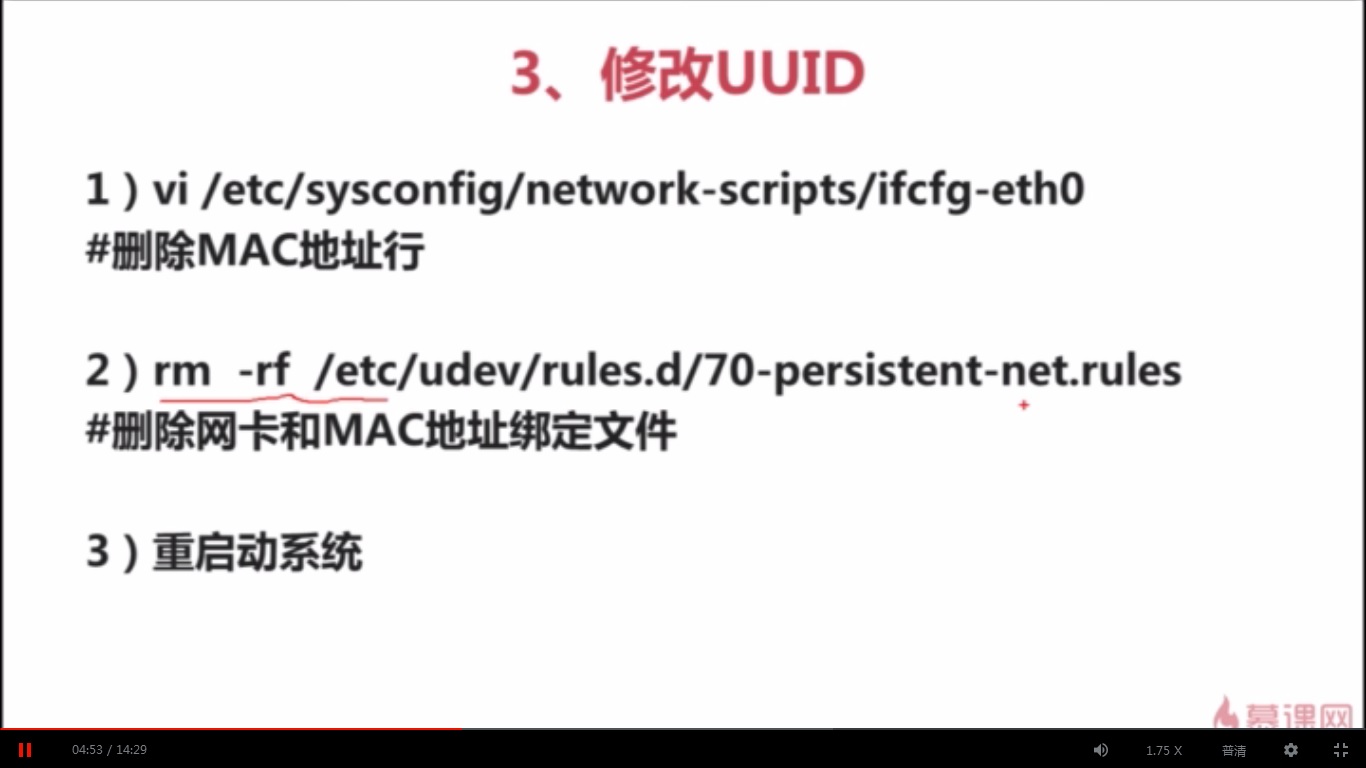 3、修改UUID
1）vi /etc/sysconfig/network-scripts/ifcfg-eth0
#删除MAC地址行
2）rm -rf /etc/udev/rules.d/70-persistent-net.rules
#删除网卡和MAC地址绑定文件
3）重启动系统
慕课网
04:53 / 14:29
1.75 X
普清